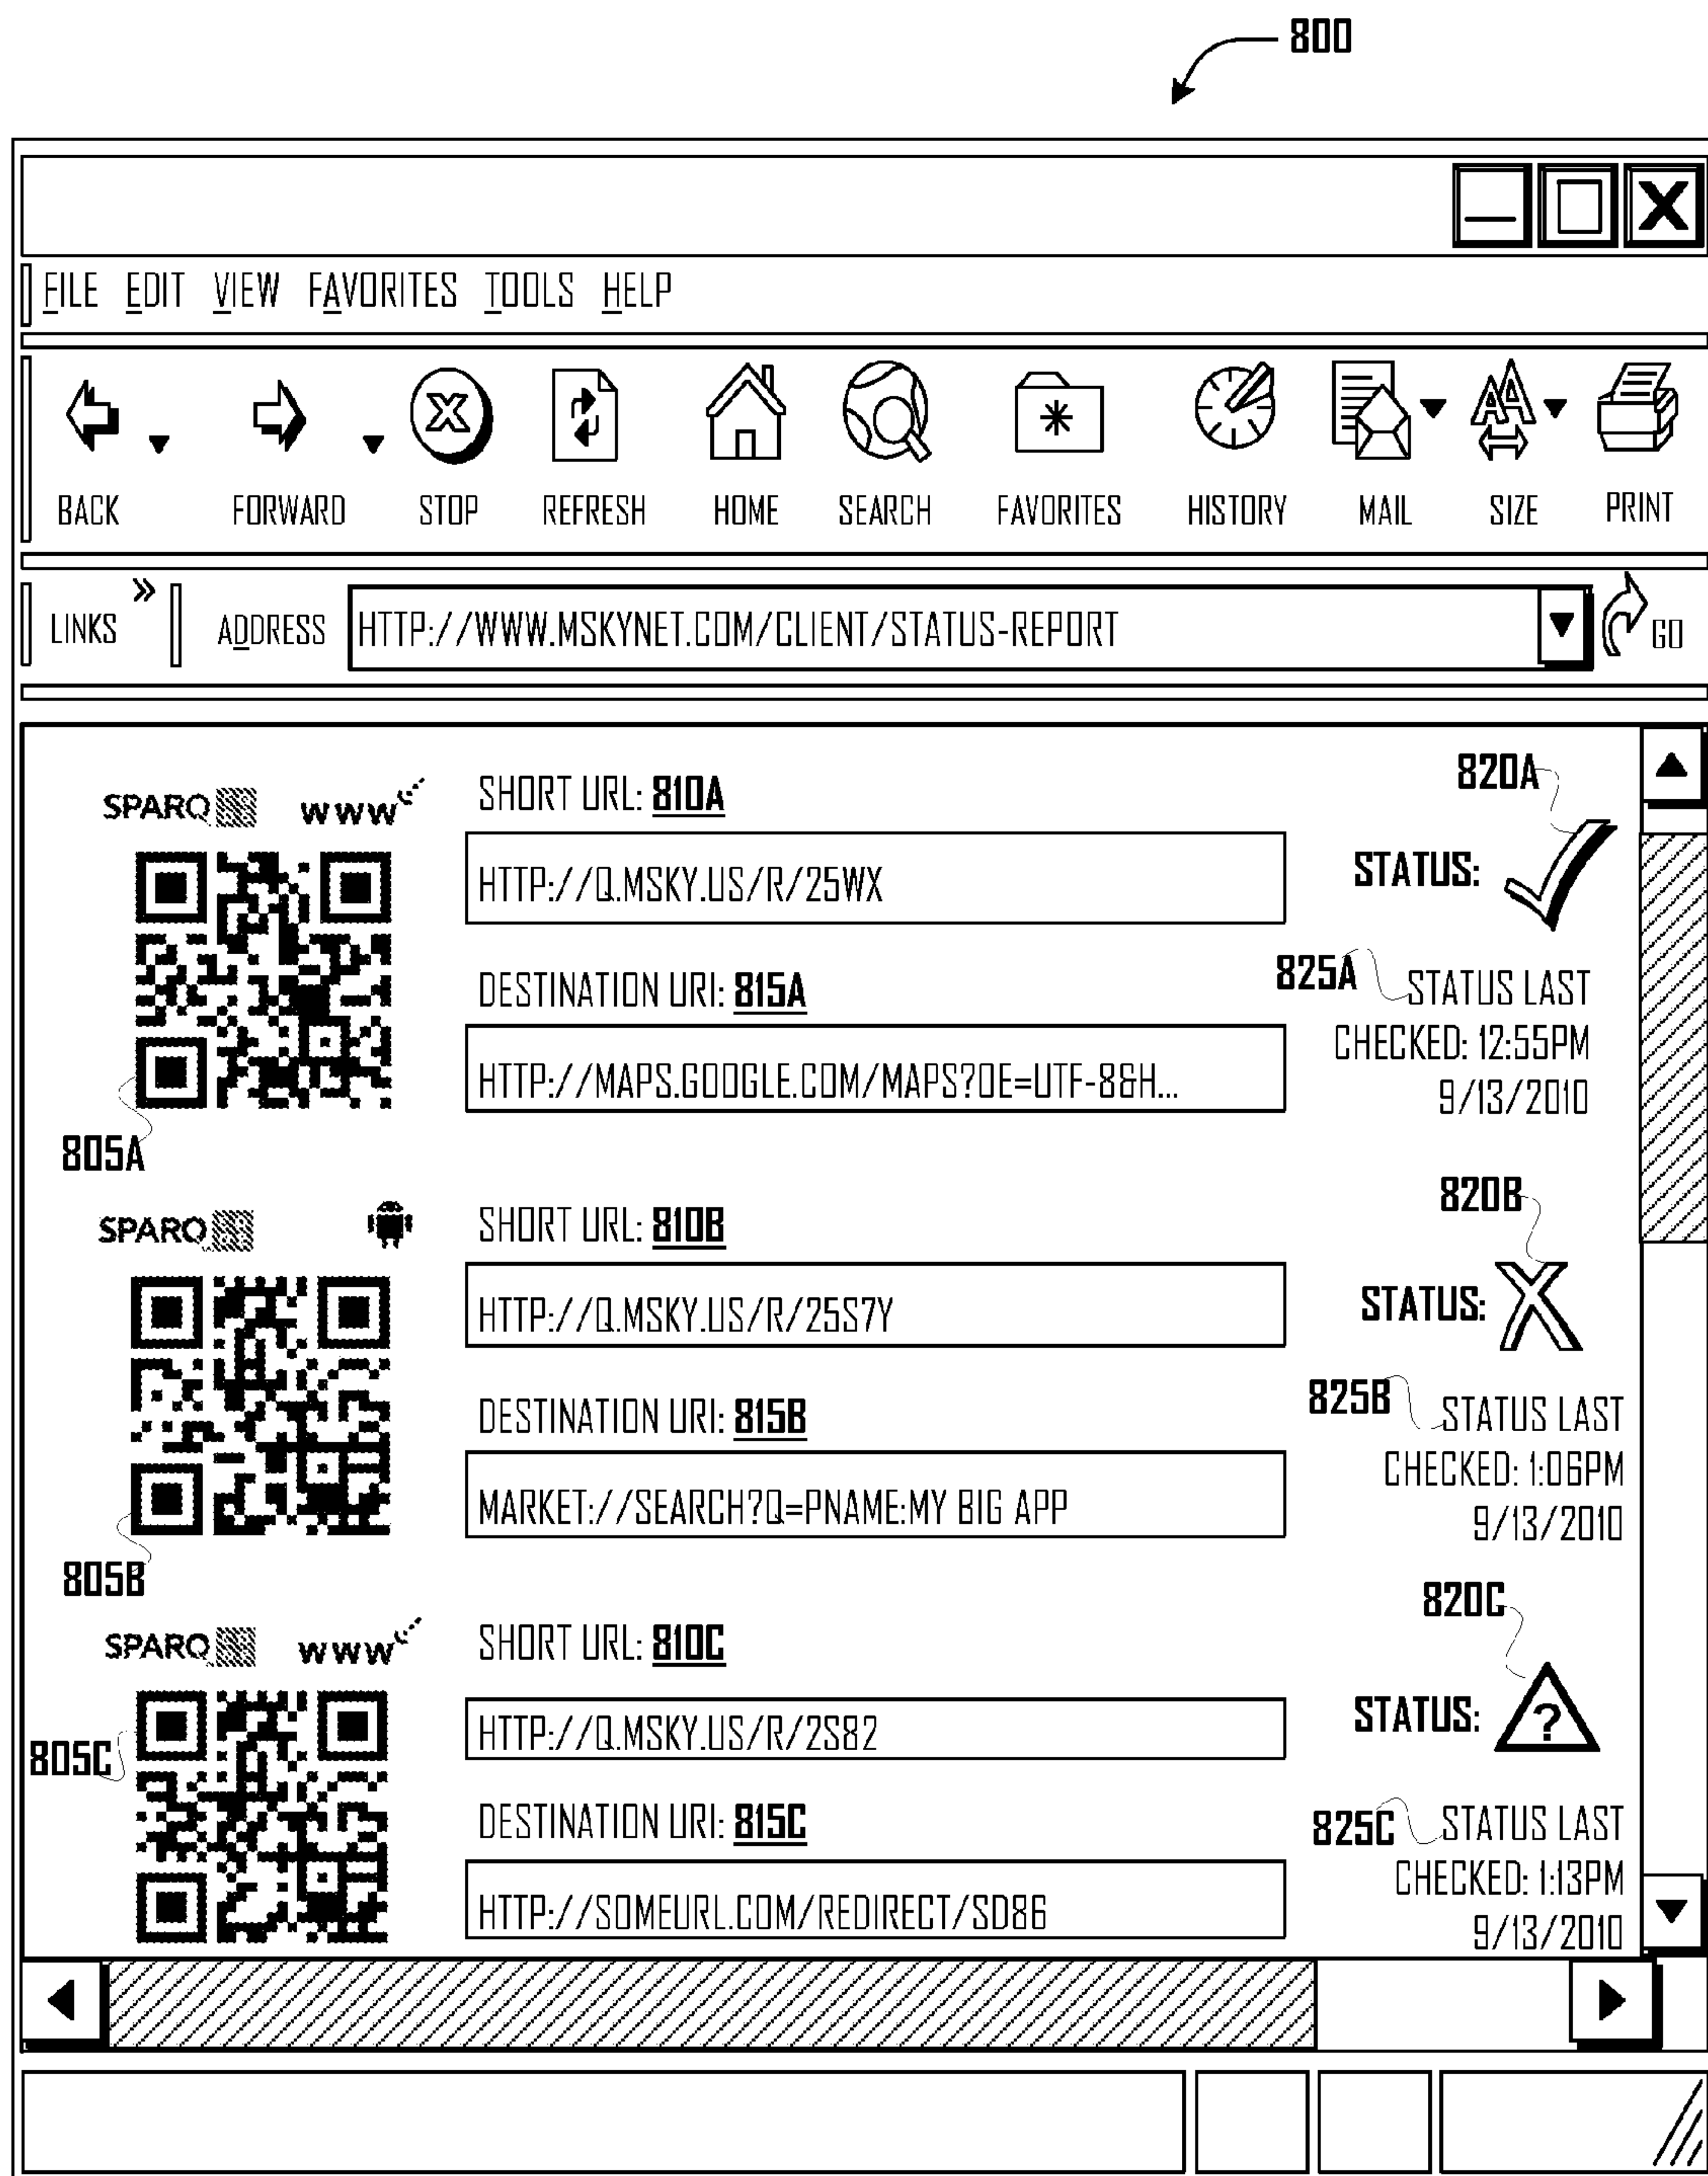 800
FILE EDIT VIEW FAVORITES TOOLS HELP
BACK FORWARD STOP REFRESH HOME SEARCH FAVORITES HISTORY MAIL SIZE PRINT
LINKS » ADDRESS HTTP://WWW.MSKYNET.COM/CLIENT/STATUS-REPORT GO
SPARQ www SHORT URL: 810A
820A
HTTP://Q.MSKY.US/R/25WX
STATUS:
DESTINATION URI: 815A
825A STATUS LAST
CHECKED: 12:55PM
9/13/2010
HTTP://MAPS.GOOGLE.COM/MAPS?OE=UTF-8&H...
805A
SPARQ SHORT URL: 810B
820B
HTTP://Q.MSKY.US/R/25S7Y
STATUS:
DESTINATION URI: 815B
825B STATUS LAST
CHECKED: 1:06PM
9/13/2010
MARKET://SEARCH?Q=PNAME:MY BIG APP
805B
SPARQ www SHORT URL: 810C
820C
805C
HTTP://Q.MSKY.US/R/2S82
STATUS: ?
DESTINATION URI: 815C
825C STATUS LAST
CHECKED: 1:13PM
9/13/2010
HTTP://SOMEURL.COM/REDIRECT/SD86